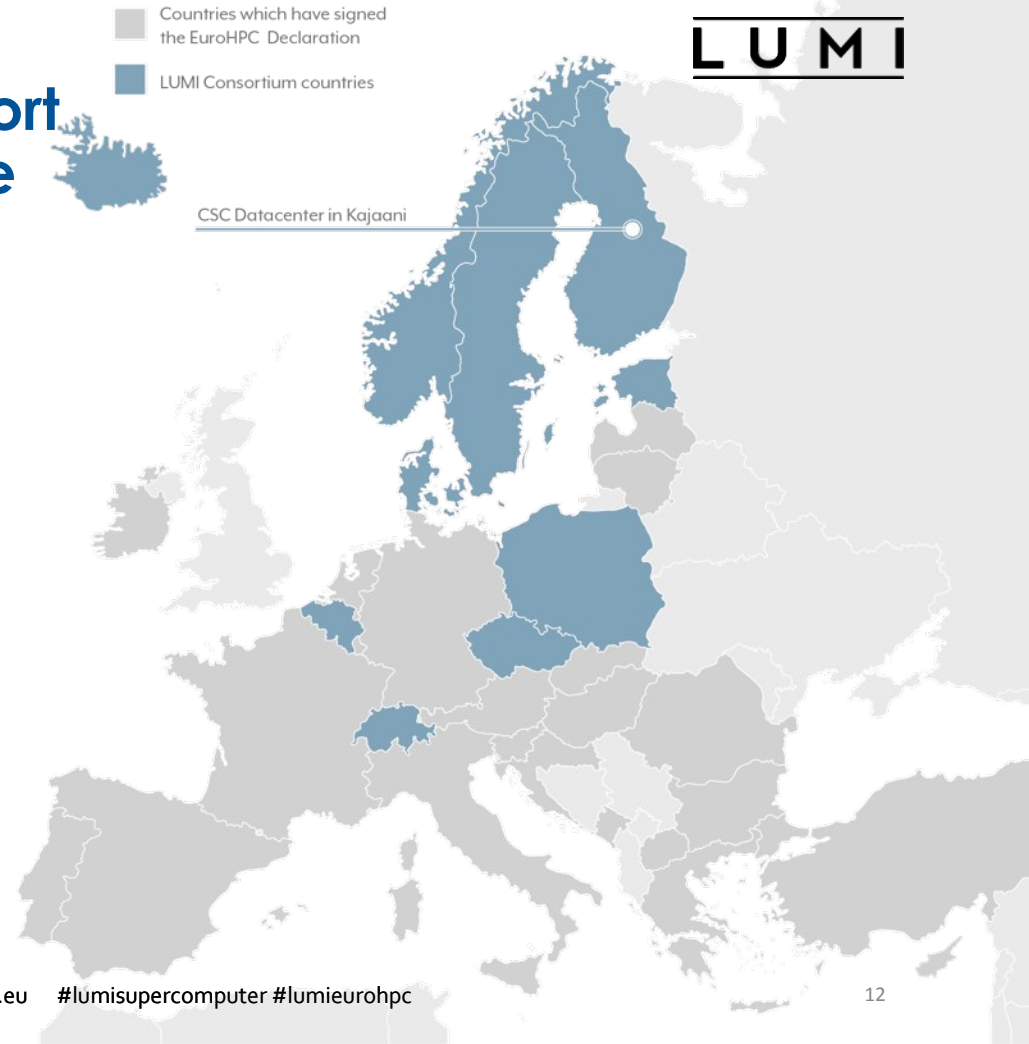 Countries which have signed
the EuroHPC Declaration
LUMI
LUMI Consortium countries
ort
e
CSC Datacenter in Kajaani
.eu #lumisupercomputer #lumieurohpc
12